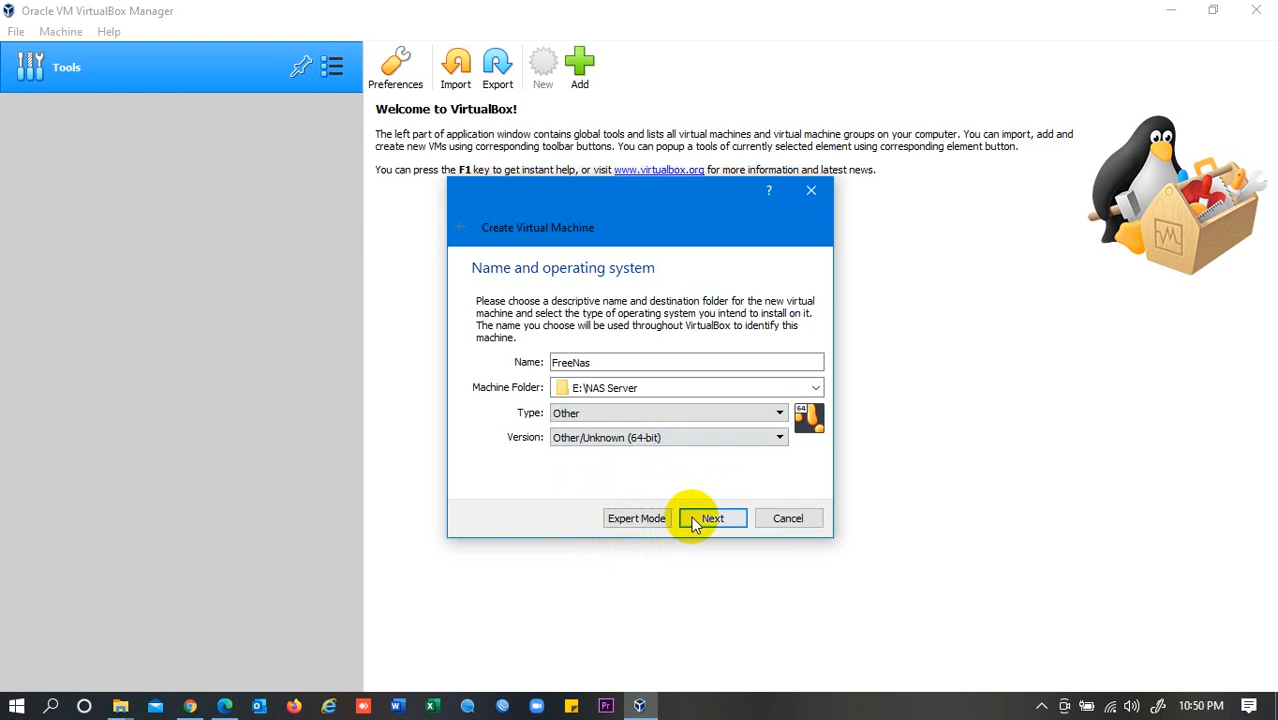 Oracle VM VirtualBox Manager
File Machine Help
Tools
Preferences Import Export New Add
Welcome to VirtualBox!
The left part of application window contains global tools and lists all virtual machines and virtual machine groups on your computer. You can import, add and
create new VMs using corresponding toolbar buttons. You can popup a tools of currently selected element using corresponding element button.
You can press the F1 key to get instant help, or visit www.virtualbox.org for more information and latest news.
?
Create Virtual Machine
Name and operating system
Please choose a descriptive name and destination folder for the new virtual
machine and select the type of operating system you intend to install on it.
The name you choose will be used throughout VirtualBox to identify this
machine.
Name: FreeNas
Machine Folder: E:\NAS Server
Type: Other
64
Version: Other/Unknown (64-bit)
Expert Mode Next Cancel
10:50 PM